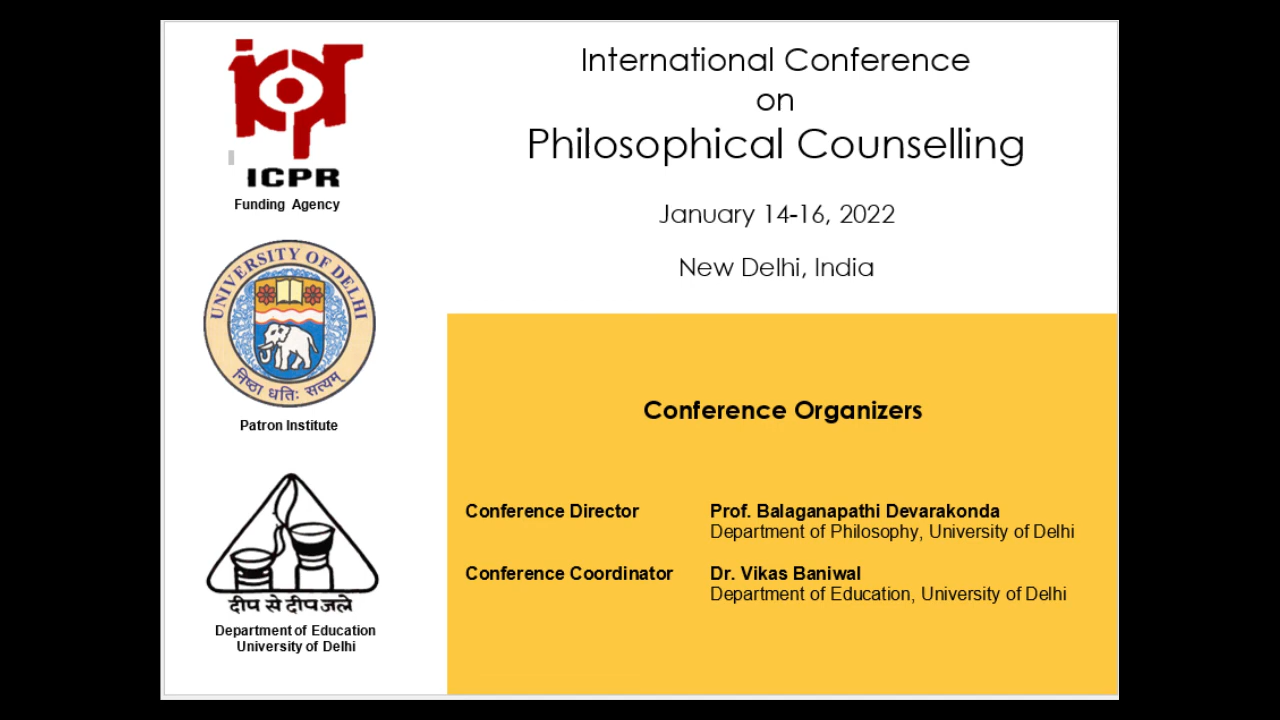 ICPR
Funding Agency
UNIVERSITY OF DELHI
निष्ठा धृतिः सत्यम्
Patron Institute
दीप से दीप जले
Department of Education
University of Delhi
International Conference
on
Philosophical Counselling
January 14-16, 2022
New Delhi, India
Conference Organizers
Conference Director
Prof. Balaganapathi Devarakonda
Department of Philosophy, University of Delhi
Conference Coordinator
Dr. Vikas Baniwal
Department of Education, University of Delhi